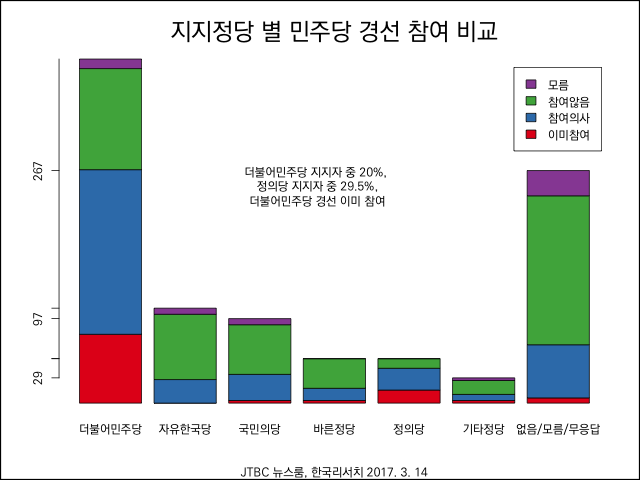 지지정당 별 민주당 경선 참여 비교
모름
참여않음
참여의사
이미참여
더불어민주당 지지자 중 20%,
정의당 지지자 중 29.5%,
더불어민주당 경선 이미 참여
267
97
29
더불어민주당 자유한국당 국민의당 바른정당 정의당 기타정당 없음/모름/무응답
JTBC 뉴스룸, 한국리서치 2017. 3. 14